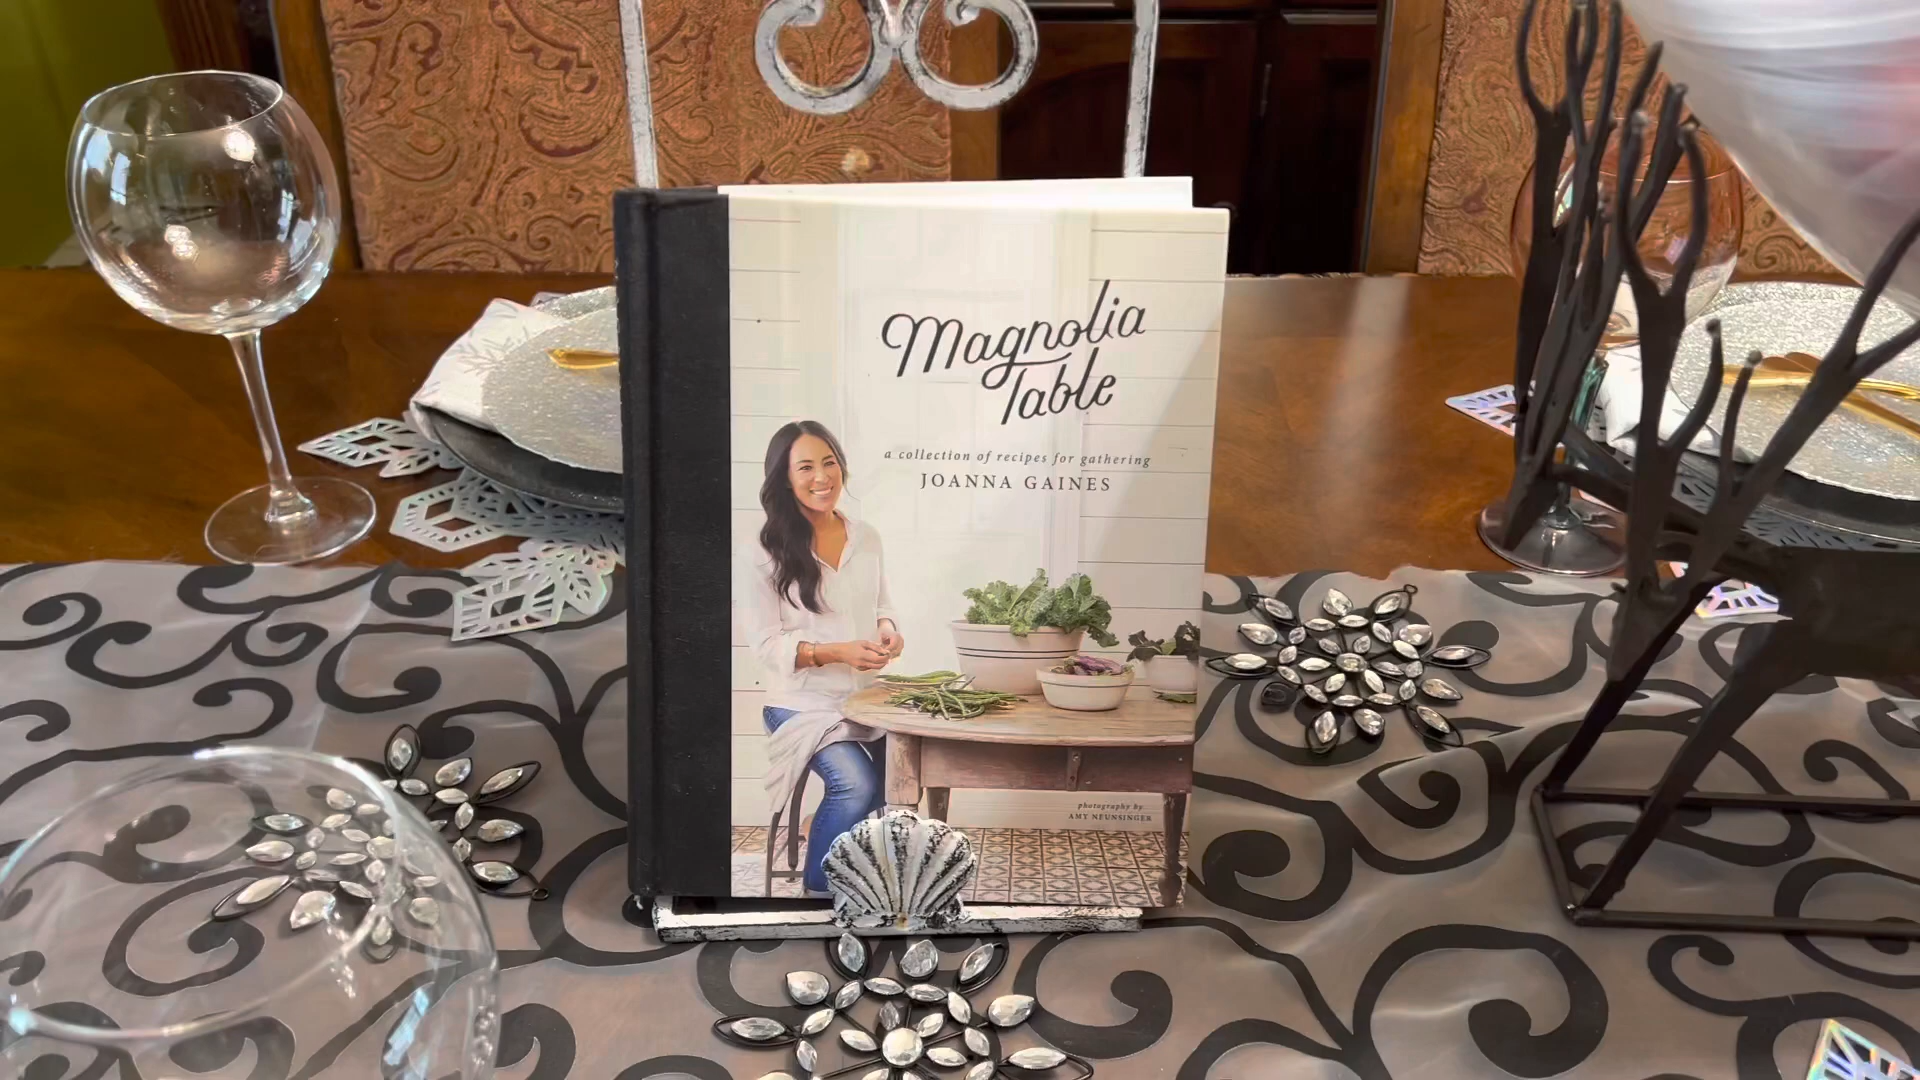 Magnolia
Table
a collection of recipes for gathering
JOANNA GAINES
photography by
AMY NEUNSINGER